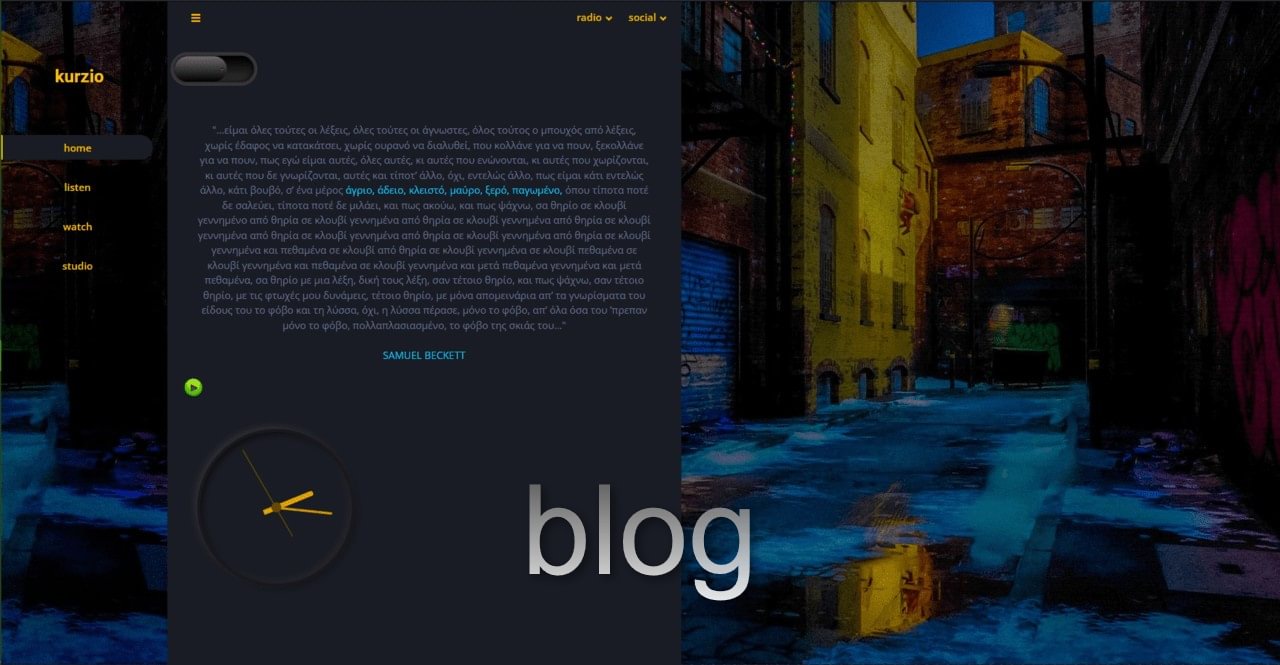 radio
social
kurzio
home
listen
watch
studio
"...είμαι όλες τούτες οι λέξεις, όλες τούτες οι άγνωστες, όλος τούτος ο μπουχός από λέξεις,
χωρίς έδαφος να κατακάτσει, χωρίς ουρανό να διαλυθεί, που κολλάνε για να πουν, ξεκολλάνε
για να πουν, πως εγώ είμαι αυτές, όλες αυτές, κι αυτές που ενώνονται, κι αυτές που χωρίζονται,
κι αυτές που δε γνωρίζονται, αυτές και τίποτ' άλλο, όχι, εντελώς άλλο, πως είμαι κάτι εντελώς
άλλο, κάτι βουβό, σ' ένα μέρος άγριο, άδειο, κλειστό, μαύρο, ξερό, παγωμένο, όπου τίποτα ποτέ
δε σαλεύει, τίποτα ποτέ δε μιλάει, και πως ακούω, και πως ψάχνω, σα θηρίο σε κλουβί
γεννημένο από θηρία σε κλουβί γεννημένα από θηρία σε κλουβί γεννημένα από θηρία σε κλουβί
γεννημένα από θηρία σε κλουβί γεννημένα από θηρία σε κλουβί γεννημένα από θηρία σε κλουβί
γεννημένα και πεθαμένα σε κλουβί από θηρία σε κλουβί γεννημένα σε κλουβί πεθαμένα σε
κλουβί γεννημένα και πεθαμένα σε κλουβί γεννημένα και μετά πεθαμένα γεννημένα και μετά
πεθαμένα, σα θηρίο με μια λέξη, δική τους λέξη, σαν τέτοιο θηρίο, και πως ψάχνω, σαν τέτοιο
θηρίο, με τις φτωχές μου δυνάμεις, τέτοιο θηρίο, με μόνα απομεινάρια απ' τα γνωρίσματα του
είδους του το φόβο και τη λύσσα, όχι, η λύσσα πέρασε, μόνο το φόβο, απ' όλα όσα του 'πρεπαν
μόνο το φόβο, πολλαπλασιασμένο, το φόβο της σκιάς του..."
SAMUEL BECKETT
blog